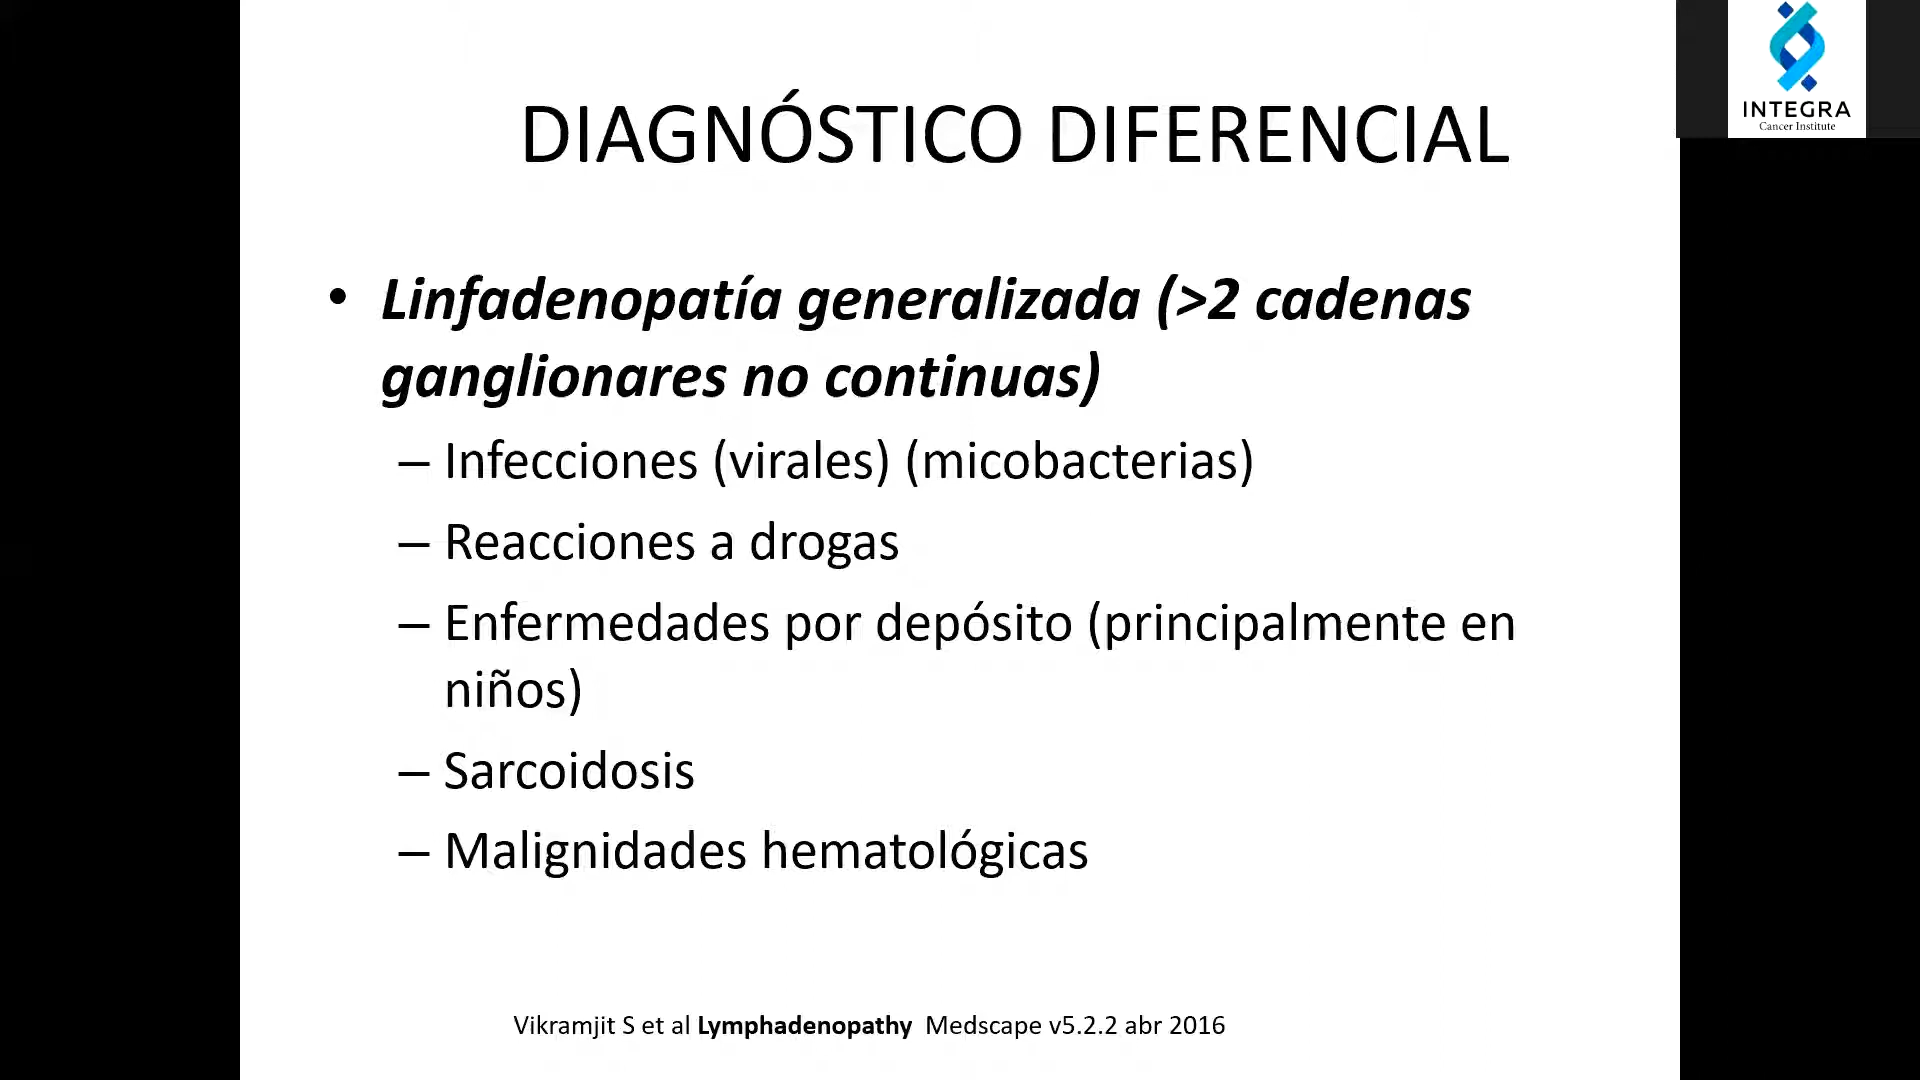 INTEGRA
Cancer Institute
DIAGNÓSTICO DIFERENCIAL
• Linfadenopatía generalizada (>2 cadenas
ganglionares no continuas)
– Infecciones (virales) (micobacterias)
– Reacciones a drogas
– Enfermedades por depósito (principalmente en
niños)
– Sarcoidosis
– Malignidades hematológicas
Vikramjit S et al Lymphadenopathy Medscape v5.2.2 abr 2016